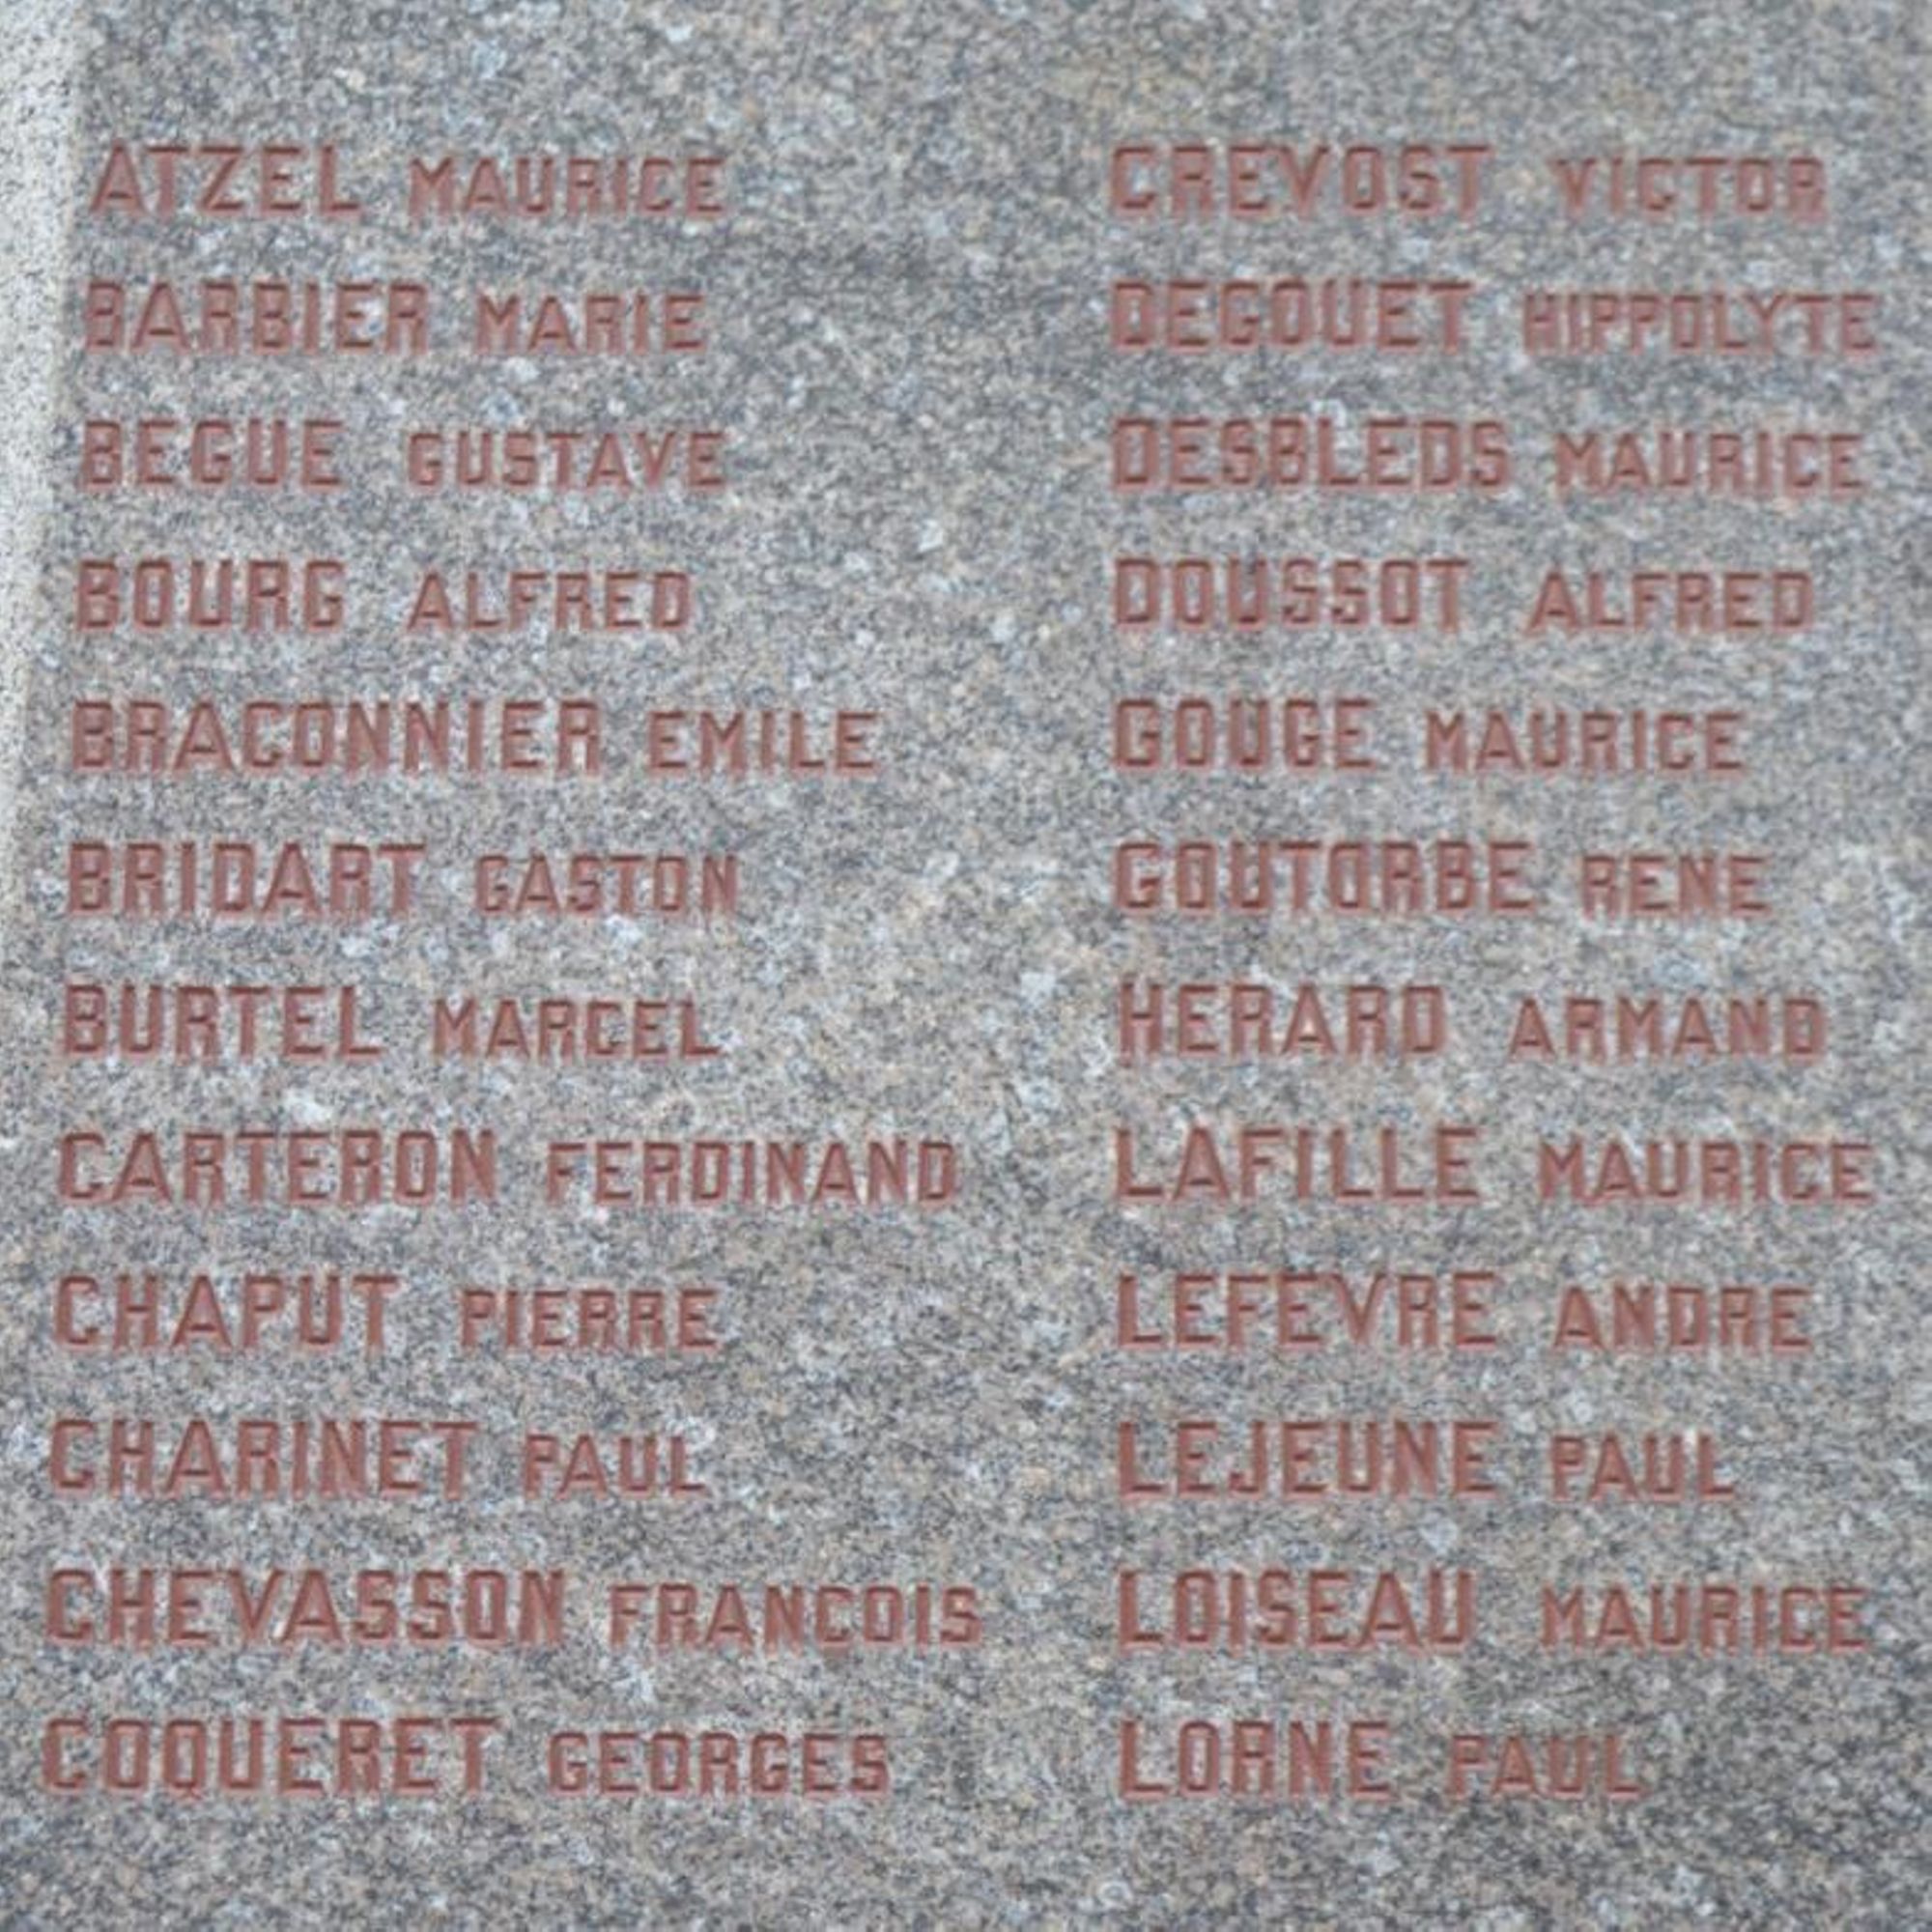 ATZEL MAURICE
BARBIER MARIE
BEGUE GUSTAVE
BOURG ALFRED
BRACONNIER EMILE
BRIDART GASTON
BURTEL MARCEL
CARTERON FERDINAND
CHAPUT PIERRE
CHARINET PAUL
CHEVASSON FRANCOIS
COQUERET GEORGES
CREVOST VICTOR
DEGOUET HIPPOLYTE
DESBLEDS MAURICE
DOUSSOT ALFRED
GOUGE MAURICE
GOUTORBE RENE
HERARD ARMAND
LAFILLE MAURICE
LEFEVRE ANDRE
LEJEUNE PAUL
LOISEAU MAURICE
LORNE PAUL